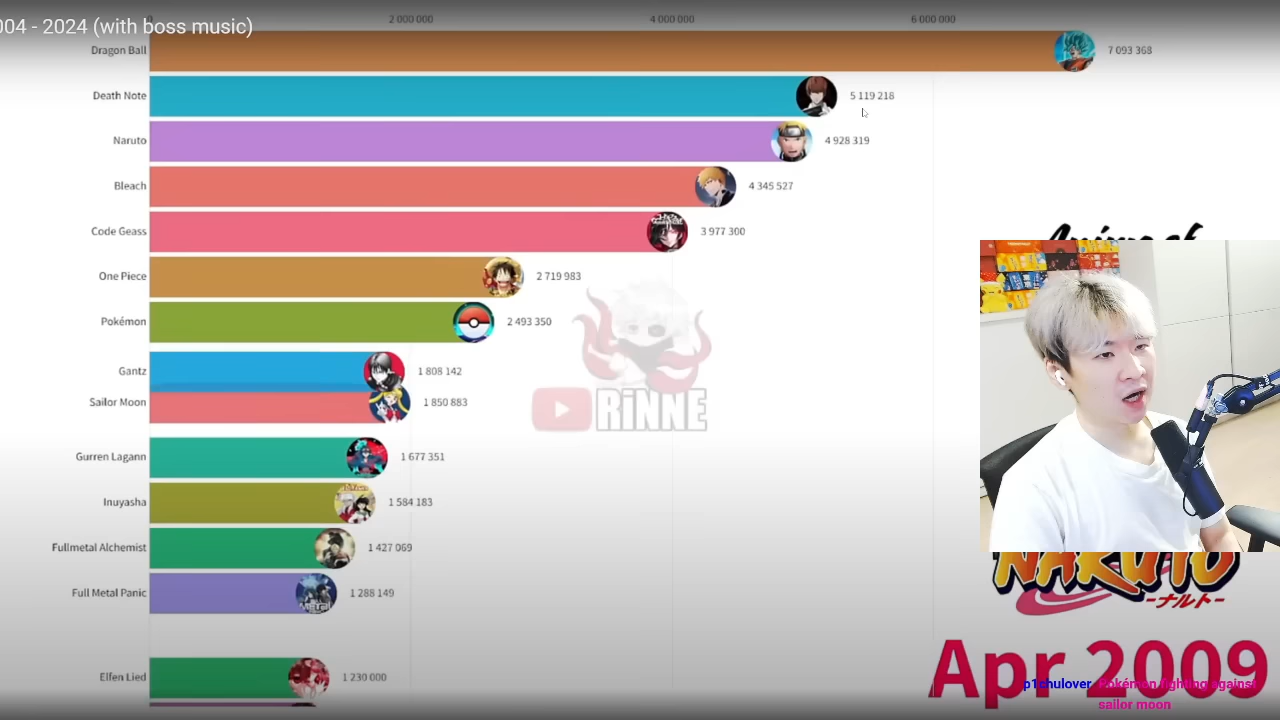 004 - 2024 (with boss music)
2 000 000
4 000 000
6 000 000
Dragon Ball
7 093 368
Death Note
5 119 218
Naruto
4 928 319
Bleach
4 345 527
Code Geass
3 977 300
One Piece
2 719 983
Pokémon
2 493 350
Gantz
1 808 142
Sailor Moon
1 850 883
Gurren Lagann
1 677 351
Inuyasha
1 584 183
Fullmetal Alchemist
1 427 069
Full Metal Panic
1 288 149
Elfen Lied
1 230 000
RiNNE
Anime of
NARUTO
-ナルト-
Apr 2009
p1chulover Pokémon fighting against
sailor moon